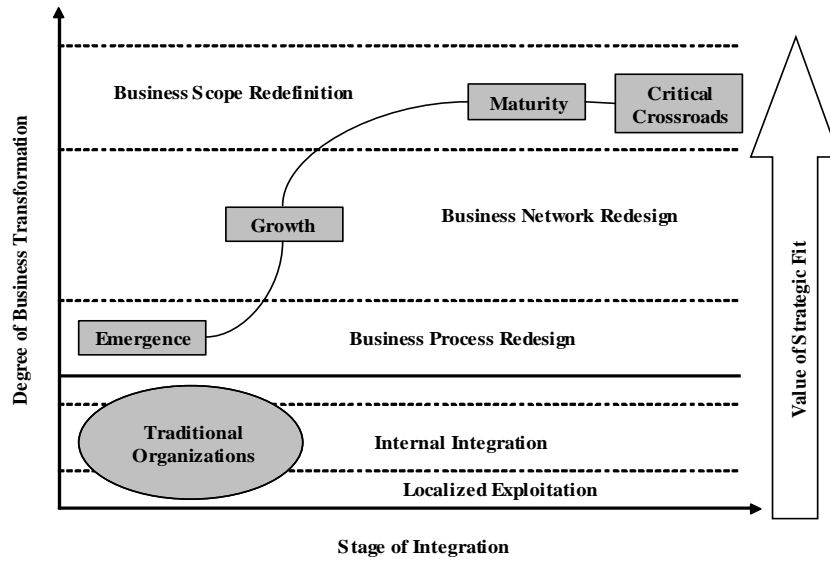 Business Scope Redefinition
Maturity
Critical
Crossroads
Growth
Business Network Redesign
Emergence
Business Process Redesign
Traditional
Organizations
Internal Integration
Localized Exploitation
Degree of Business Transformation
Stage of Integration
Value of Strategic Fit